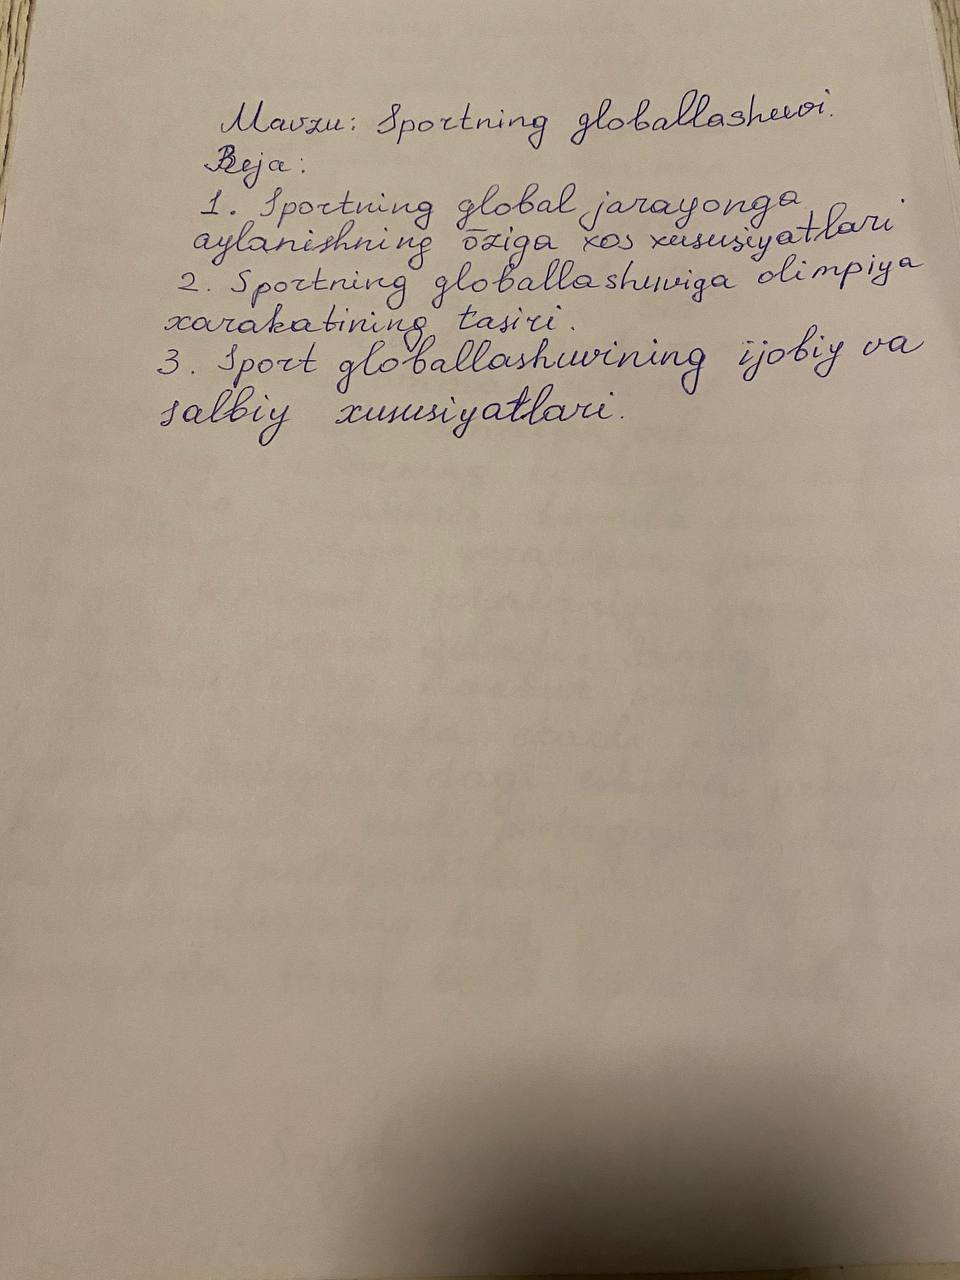 Mavzu: Sportning globallashuvi.
Reja:
1. Sportning global jarayonga
aylanishning ōziga xos xususiyatlari
2. Sportning globallashuviga olimpiya
xarakatining tasiri.
3. Sport globallashuvining ijobiy va
salbiy xususiyatlari.